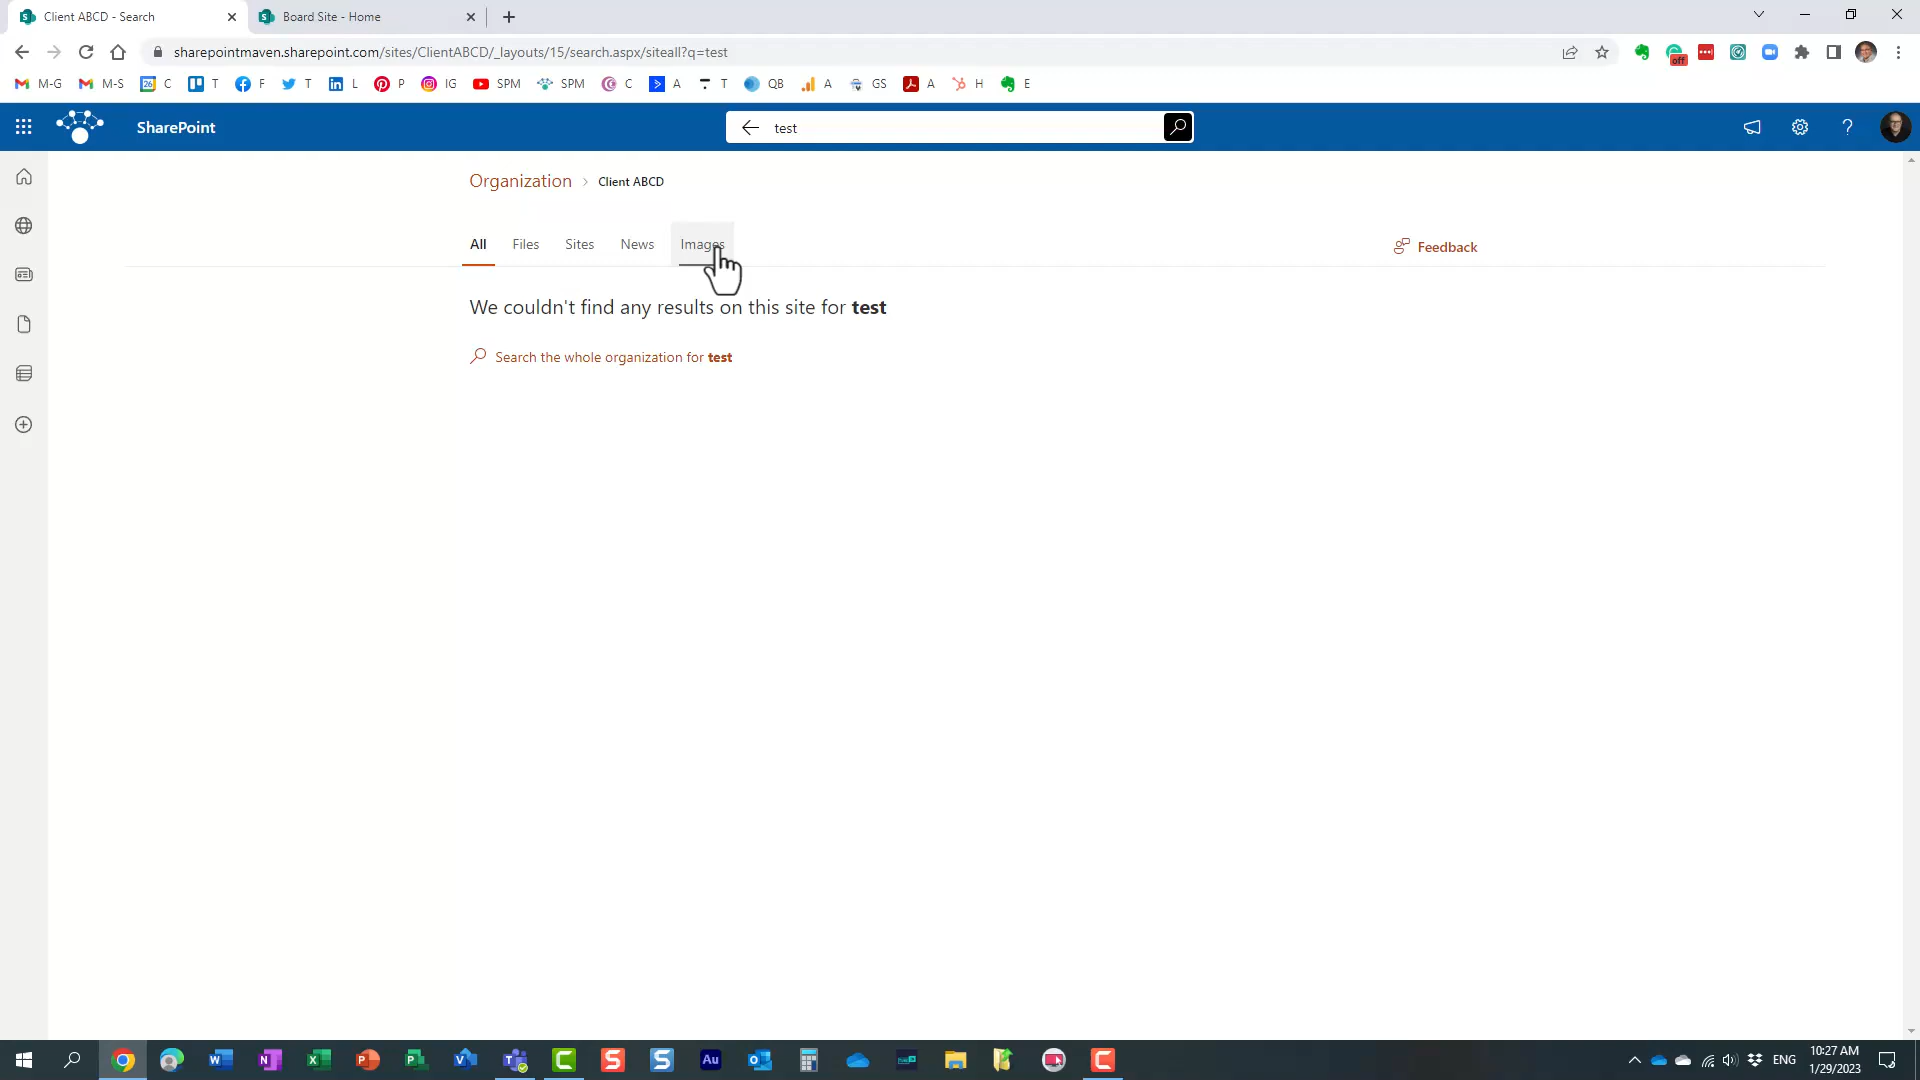 Client ABCD - Search
Board Site - Home
sharepointmaven.sharepoint.com/sites/ClientABCD/_layouts/15/search.aspx/siteall?q=test
off
M-G
M-S
26
C
T
F
T
L
P
IG
SPM
SPM
C
A
T
QB
A
GS
A
H
E
SharePoint
test
Organization > Client ABCD
All
Files
Sites
News
Images
Feedback
We couldn't find any results on this site for test
Search the whole organization for test
ENG
10:27 AM
1/29/2023